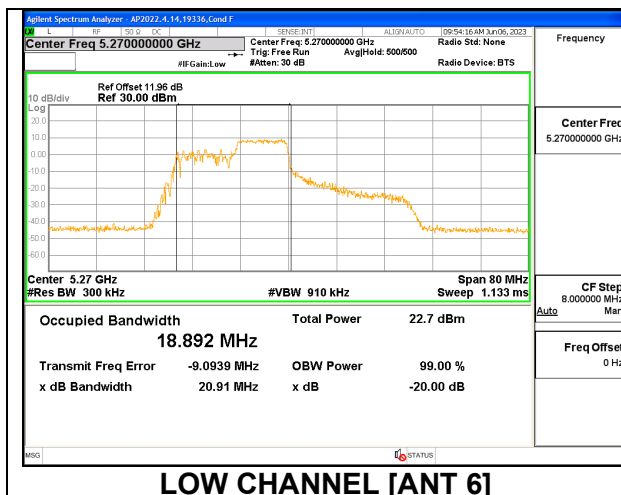 Agilent Spectrum Analyzer - AP2022.4.14,19336,Cond F
L RF 50 Ω DC SENSE:INT ALIGN AUTO 09:54:16 AM Jun 06, 2023
Center Freq 5.270000000 GHz
Center Freq: 5.270000000 GHz
Radio Std: None
Trig: Free Run Avg|Hold: 500/500
#IFGain:Low #Atten: 30 dB Radio Device: BTS
Frequency
Ref Offset 11.96 dB
10 dB/div Ref 30.00 dBm
Log
20.0
10.0
0.00
-10.0
-20.0
-30.0
-40.0
-50.0
-60.0
Center 5.27 GHz Span 80 MHz
#Res BW 300 kHz #VBW 910 kHz Sweep 1.133 ms
Center Freq
5.270000000 GHz
CF Step
8.000000 MHz
Auto Man
Freq Offset
0 Hz
Occupied Bandwidth Total Power 22.7 dBm
18.892 MHz
Transmit Freq Error -9.0939 MHz OBW Power 99.00 %
x dB Bandwidth 20.91 MHz x dB -20.00 dB
MSG STATUS
LOW CHANNEL [ANT 6]